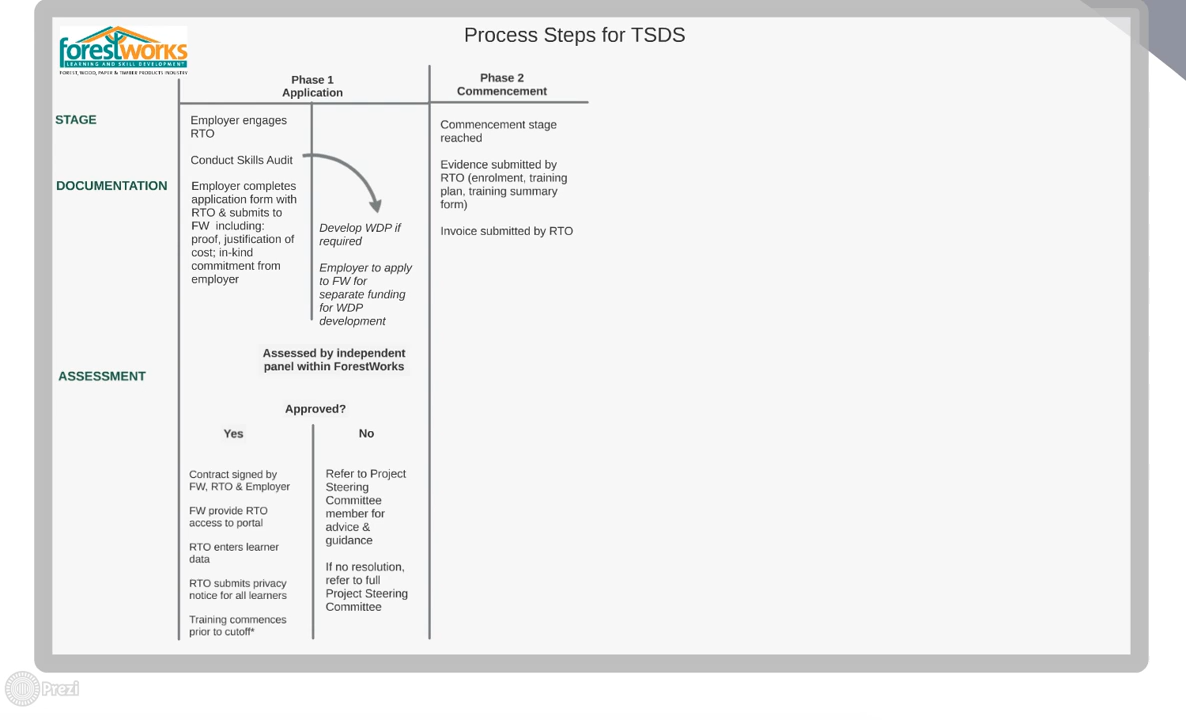 Process Steps for TSDS
forestworks
LEARNING AND SKILL DEVELOPMENT
FOREST, WOOD, PAPER & TIMBER PRODUCTS INDUSTRY
Phase 1
Application
Phase 2
Commencement
STAGE
Employer engages
RTO
Conduct Skills Audit
Commencement stage
reached
DOCUMENTATION
Employer completes
application form with
RTO & submits to
FW including:
proof, justification of
cost; in-kind
commitment from
employer
Develop WDP if
required
Employer to apply
to FW for
separate funding
for WDP
development
Evidence submitted by
RTO (enrolment, training
plan, training summary
form)
Invoice submitted by RTO
ASSESSMENT
Assessed by independent
panel within ForestWorks
Approved?
Yes
Contract signed by
FW, RTO & Employer
FW provide RTO
access to portal
RTO enters learner
data
RTO submits privacy
notice for all learners
Training commences
prior to cutoff*
No
Refer to Project
Steering
Committee
member for
advice &
guidance
If no resolution,
refer to full
Project Steering
Committee
Prezi